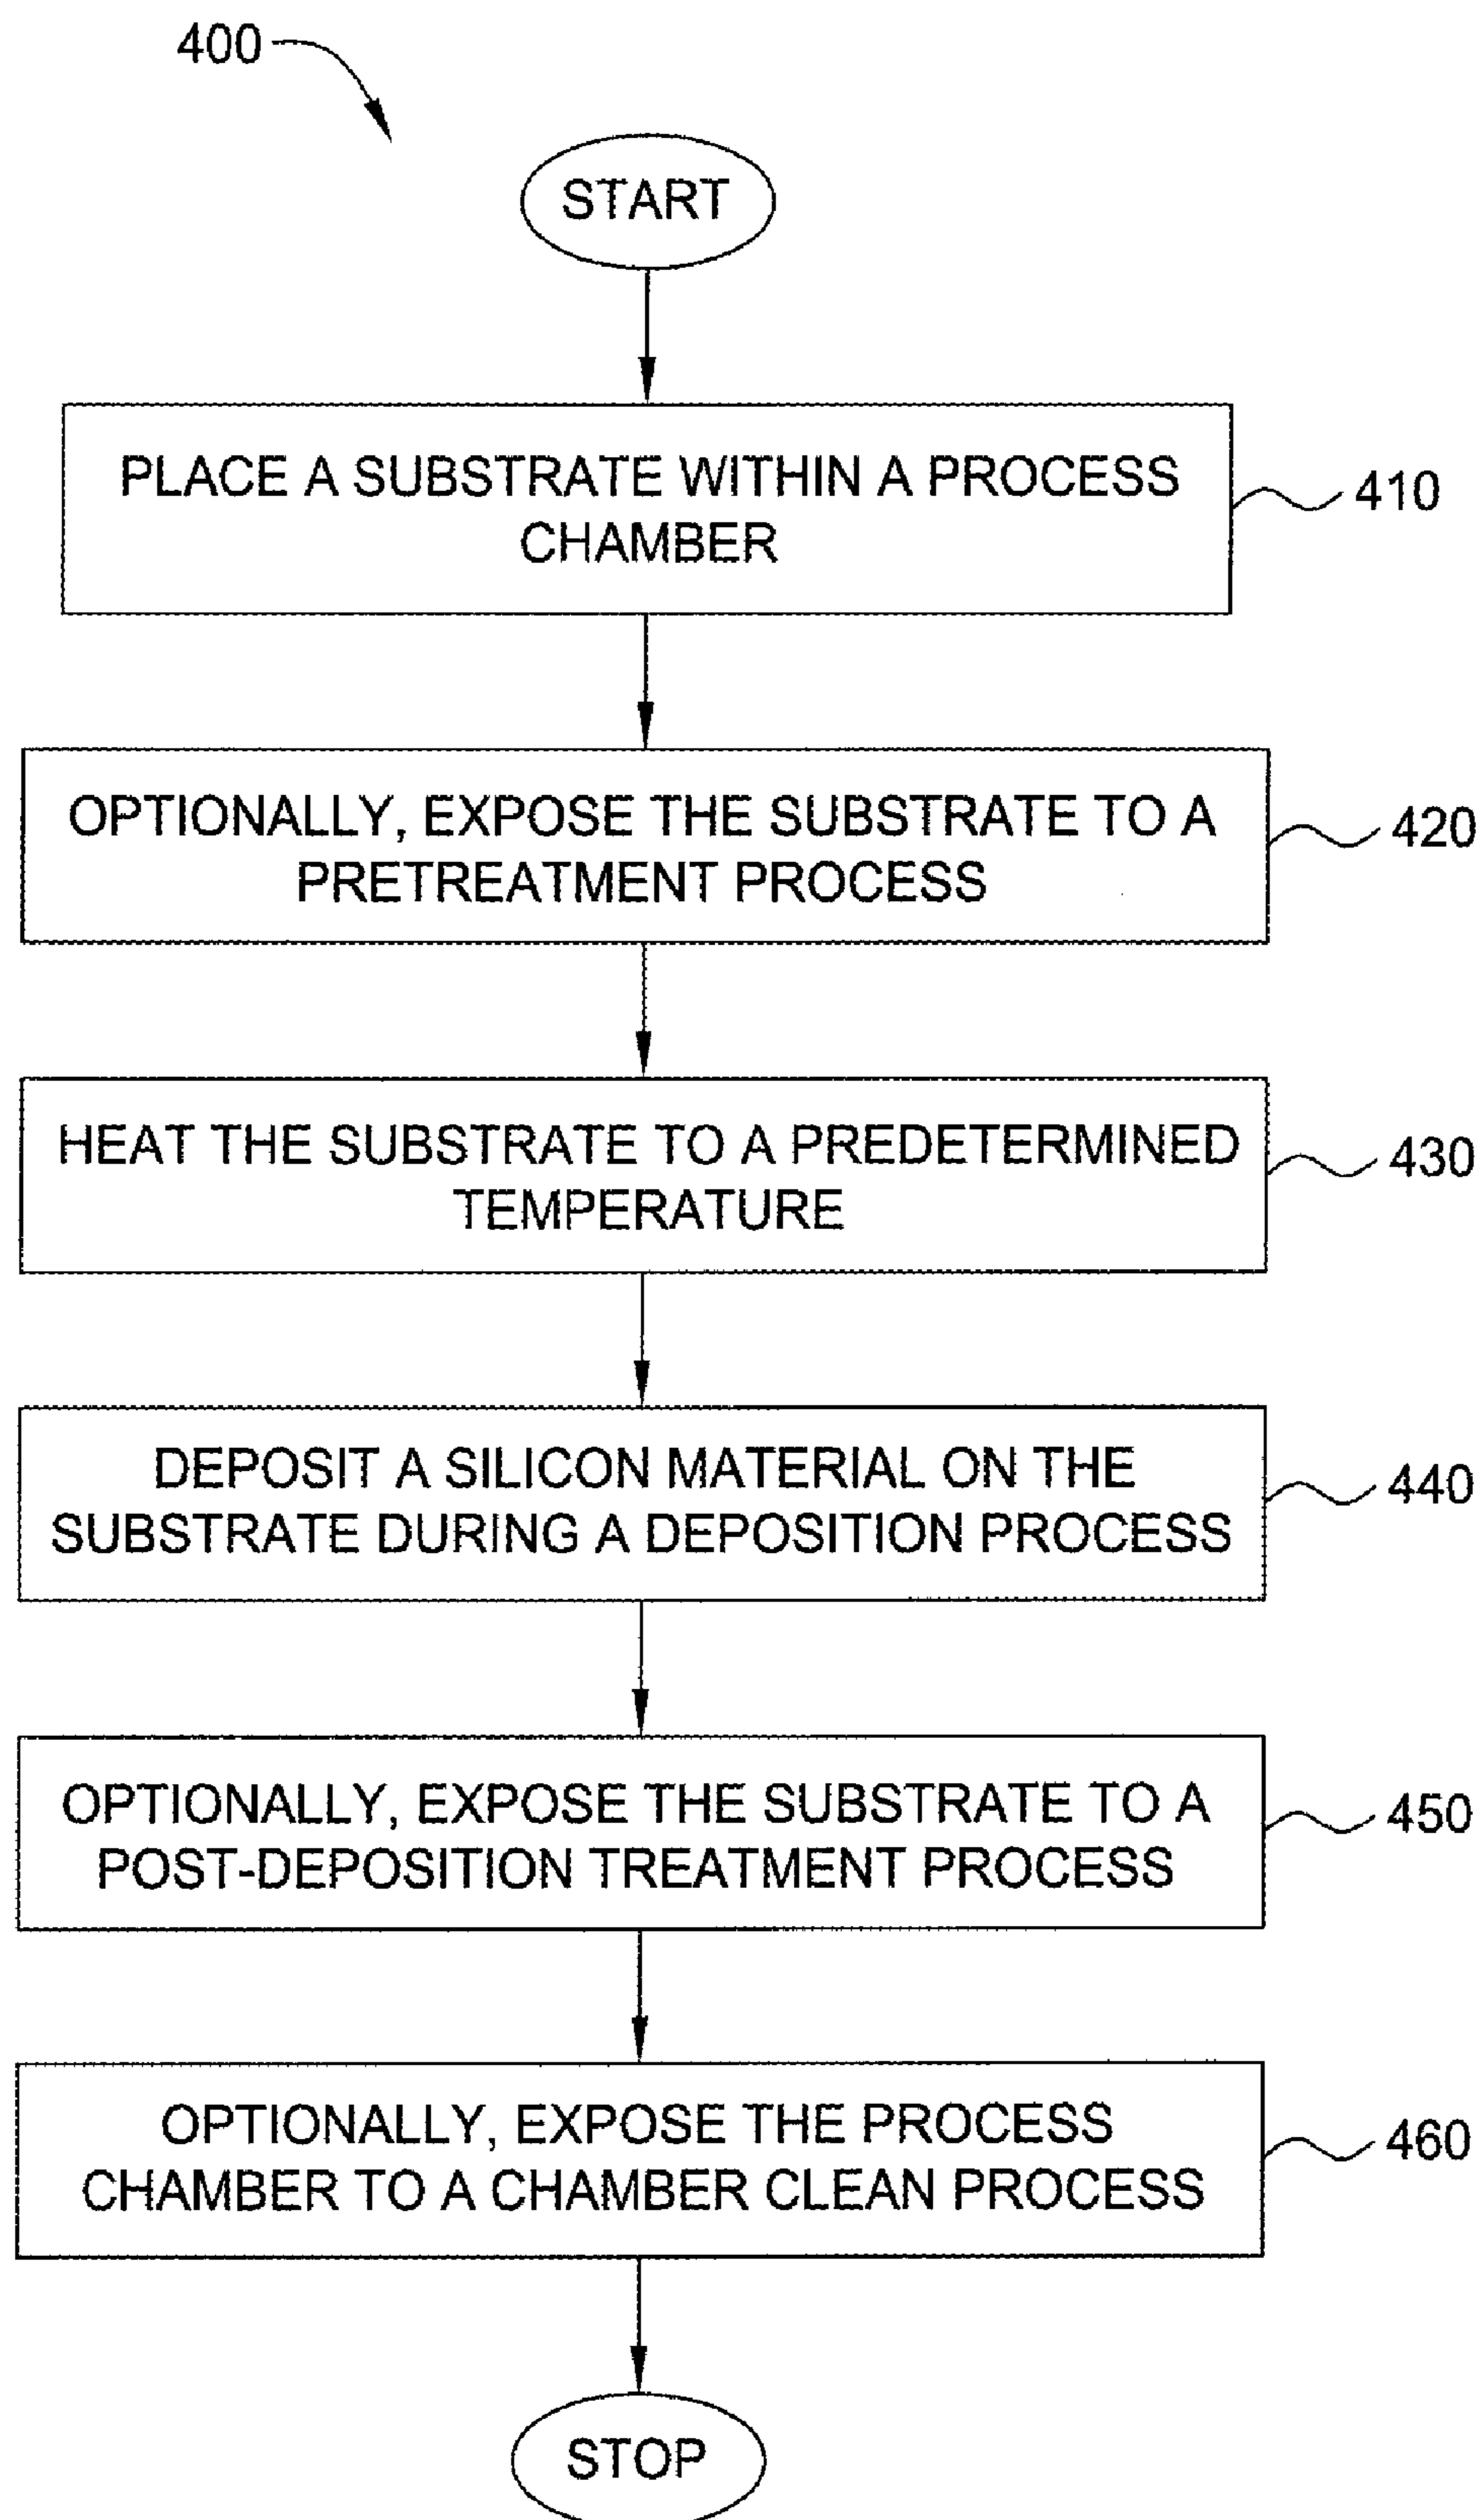 400
START
PLACE A SUBSTRATE WITHIN A PROCESS
CHAMBER
410
OPTIONALLY, EXPOSE THE SUBSTRATE TO A
PRETREATMENT PROCESS
420
HEAT THE SUBSTRATE TO A PREDETERMINED
TEMPERATURE
430
DEPOSIT A SILICON MATERIAL ON THE
SUBSTRATE DURING A DEPOSITION PROCESS
440
OPTIONALLY, EXPOSE THE SUBSTRATE TO A
POST-DEPOSITION TREATMENT PROCESS
450
OPTIONALLY, EXPOSE THE PROCESS
CHAMBER TO A CHAMBER CLEAN PROCESS
460
STOP